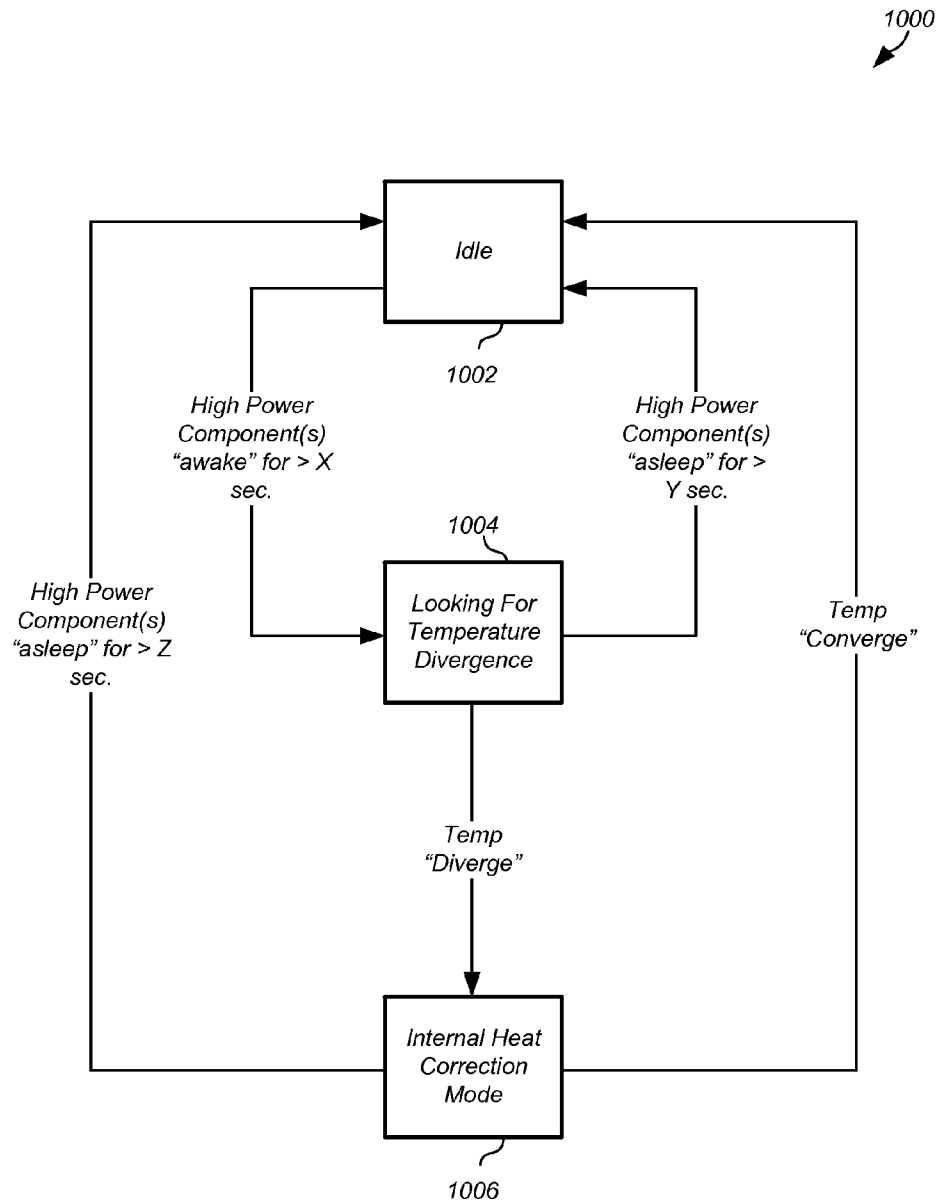 1000
Idle
1002
High Power
Component(s)
“awake” for > X
sec.
High Power
Component(s)
“asleep” for >
Y sec.
1004
Looking For
Temperature
Divergence
High Power
Component(s)
“asleep” for > Z
sec.
Temp
“Converge”
Temp
“Diverge”
Internal Heat
Correction
Mode
1006